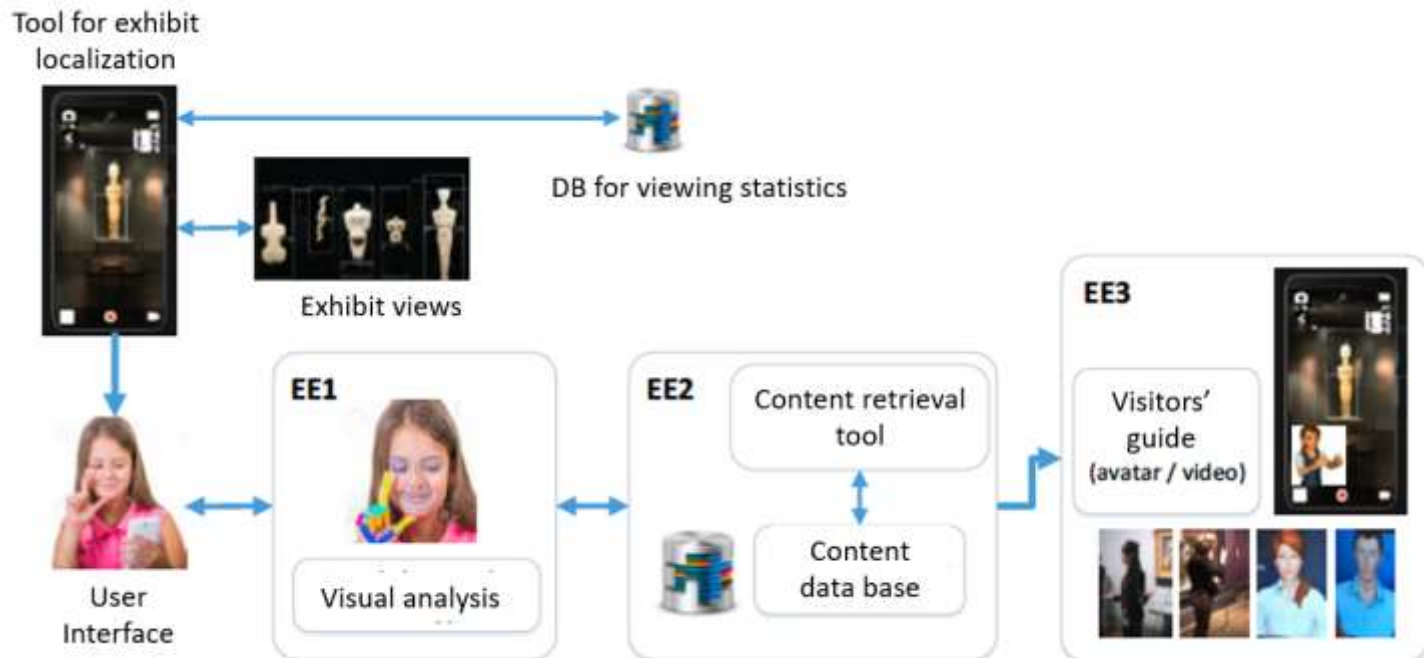 Tool for exhibit
localization
DB for viewing statistics
Exhibit views
EE1
Visual analysis
User
Interface
EE2
Content retrieval
tool
Content
data base
EE3
Visitors’
guide
(avatar / video)